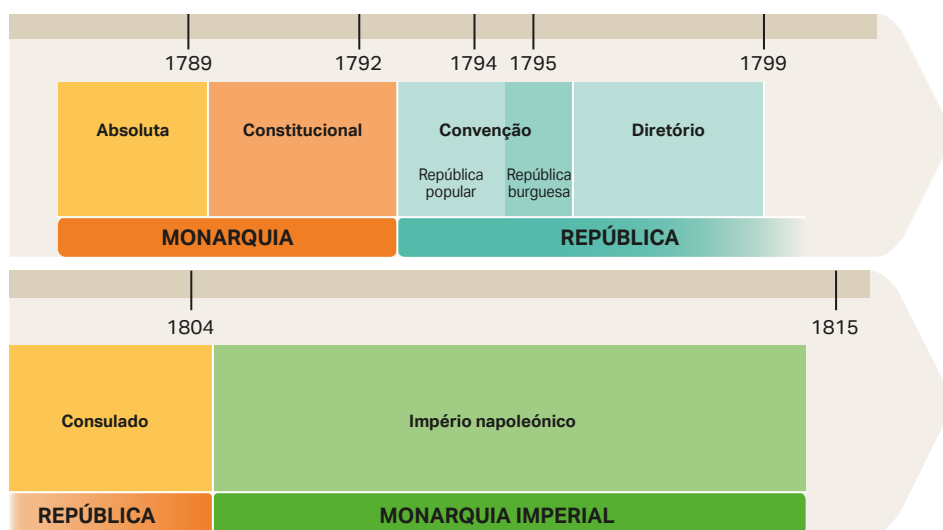 1789 1792 1794 1795 1799
Absoluta Constitucional Convenção Diretório
República República
popular burguesa
MONARQUIA REPÚBLICA
1804 1815
Consulado Império napoleónico
REPÚBLICA MONARQUIA IMPERIAL